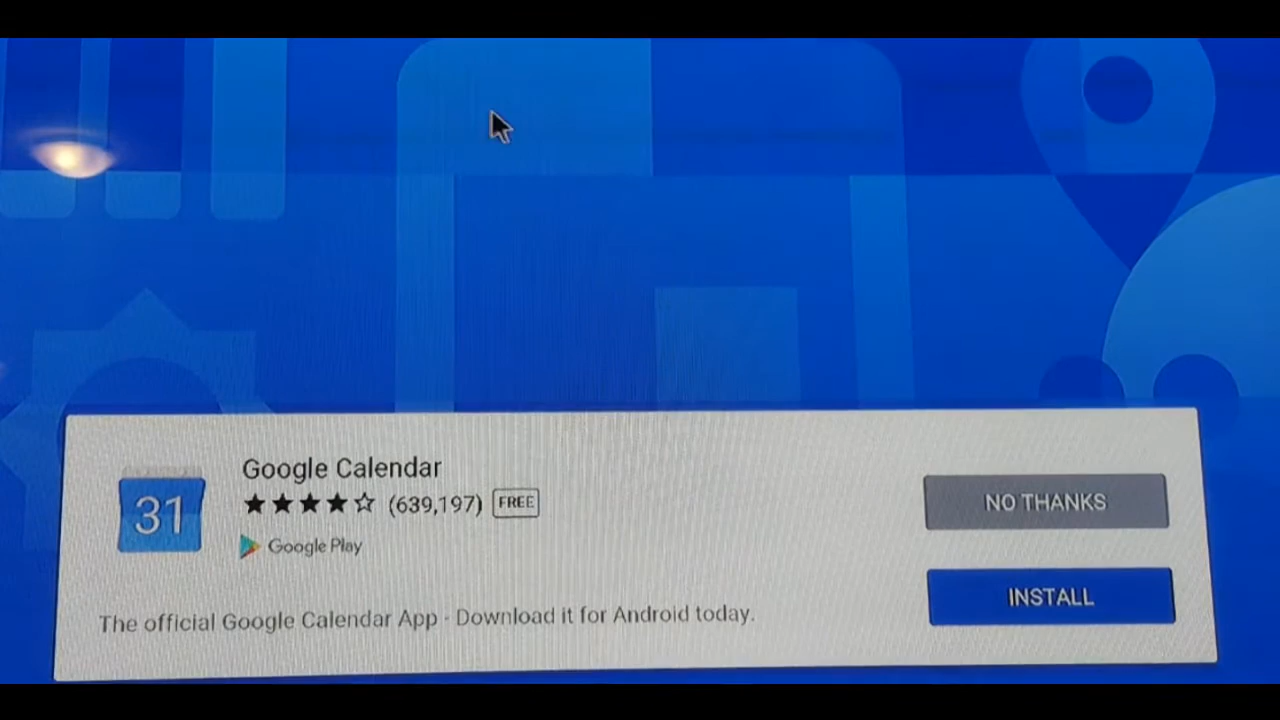 Google Calendar
(639,197) FREE
Google Play
The official Google Calendar App - Download it for Android today.
31
NO THANKS
INSTALL